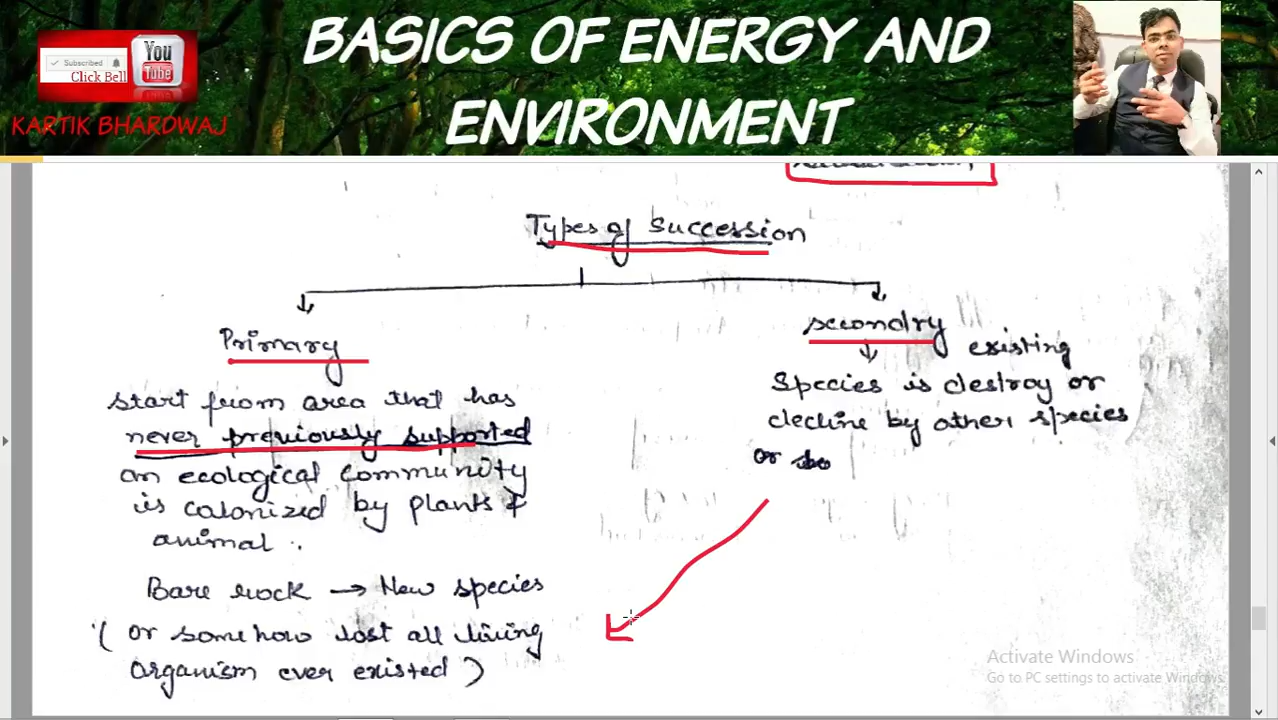 BASICS OF ENERGY AND
ENVIRONMENT
Subscribed
Click Bell
You
Tube
KARTIK BHARDWAJ
Types of Succession
Primary
start from area that has
never previously supported
an ecological community
is colonized by plants &
animal.
Bare rock → New species
(or somehow lost all living
organism ever existed)
secondry
existing
Species is destroy or
decline by other species
or so
Activate Windows
Go to PC settings to activate Windows.